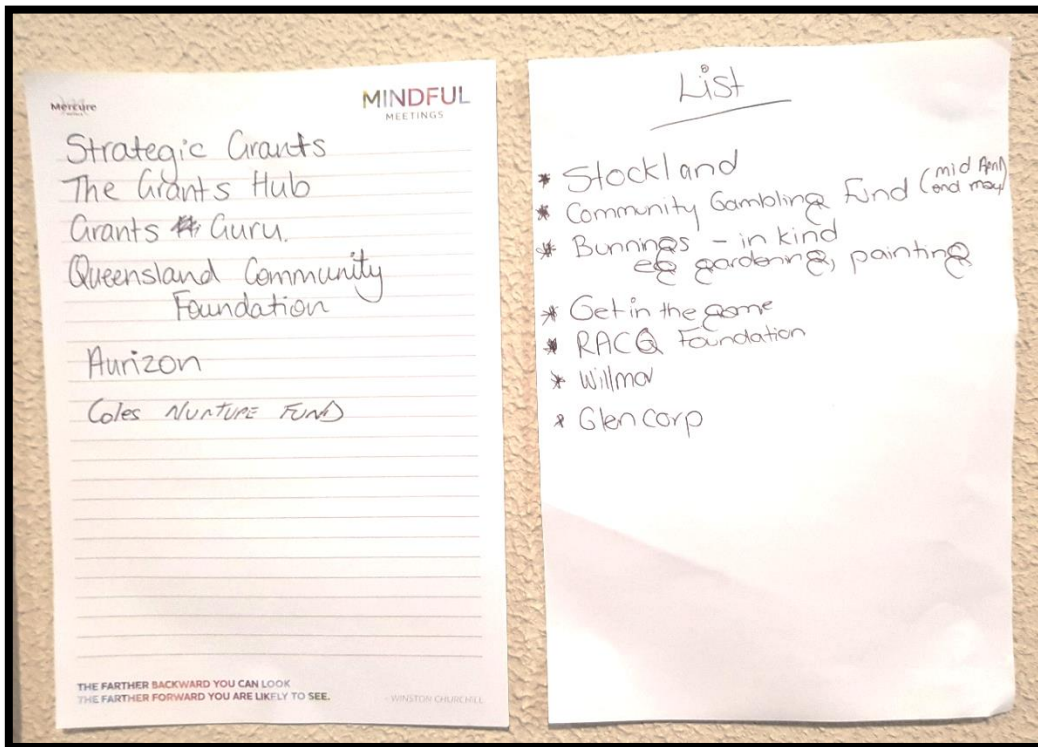 Mercure
MINDFUL
MEETINGS
Strategic Grants
The Grants Hub
Grants Guru.
Queensland Community
Foundation
Aurizon
Coles NURTURE FUND
THE FARTHER BACKWARD YOU CAN LOOK
THE FARTHER FORWARD YOU ARE LIKELY TO SEE.
- WINSTON CHURCHILL
List
* Stockland
* Community Gambling Fund (mid April
end may)
* Bunnings - in kind
eg gardening, painting
* Get in the game
* RACQ Foundation
* Willmar
* Glencorp